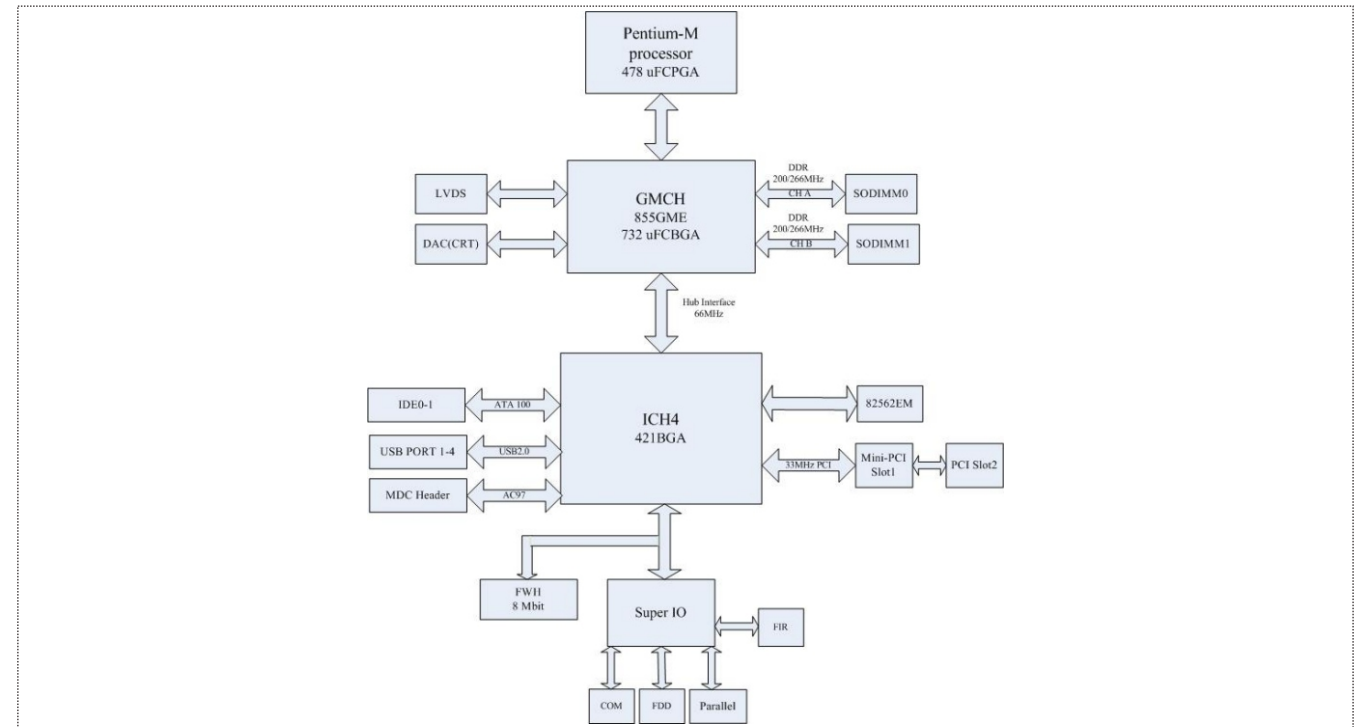 Pentium-M
processor
478 uFCPGA
DDR
200/266MHz
LVDS
GMCH
855GME
732 uFCBGA
CH A
SODIMM0
DDR
200/266MHz
DAC(CRT)
CH B
SODIMM1
Hub Interface
66MHz
IDE0-1
ATA 100
ICH4
421BGA
82562EM
USB PORT 1-4
USB2.0
33MHz PCI
Mini-PCI
Slot1
PCI Slot2
MDC Header
AC97
FWH
8 Mbit
Super IO
FIR
COM
FDD
Parallel